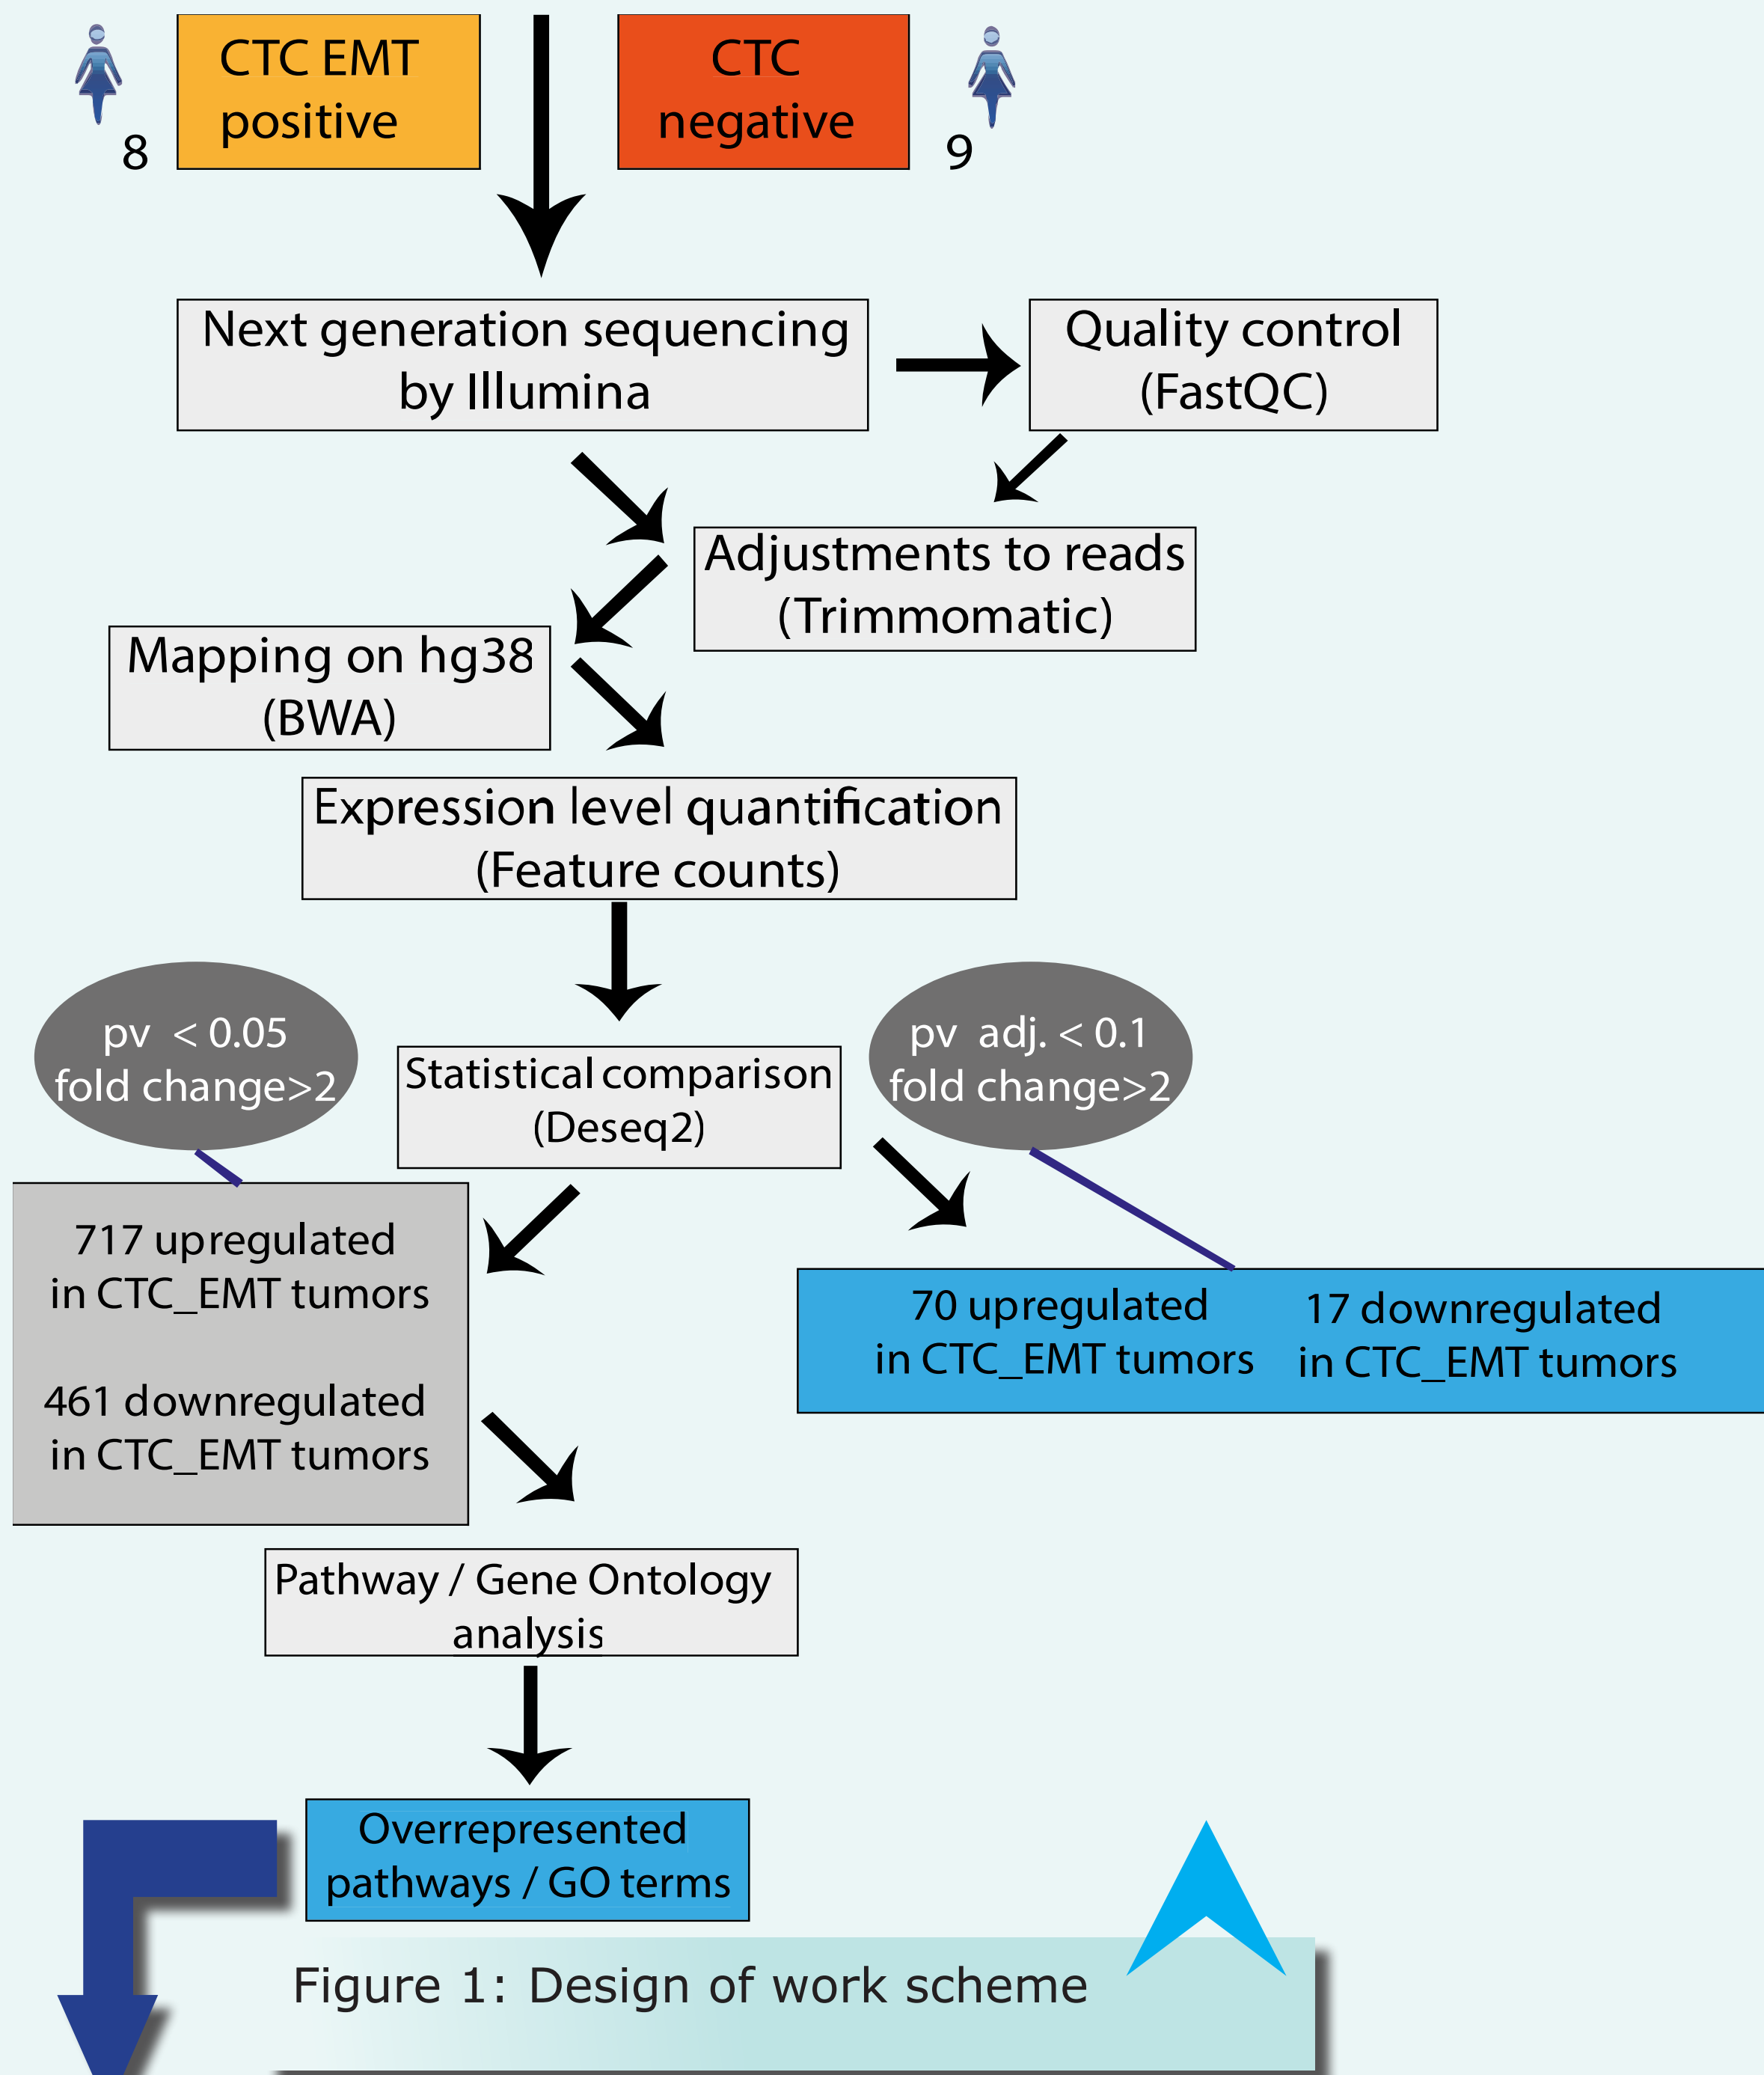 CTC EMT
positive
8
CTC
negative
9
Next generation sequencing
by Illumina
Quality control
(FastQC)
Adjustments to reads
(Trimmomatic)
Mapping on hg38
(BWA)
Expression level quantification
(Feature counts)
pv < 0.05
fold change>2
Statistical comparison
(Deseq2)
pv adj. < 0.1
fold change>2
717 upregulated
in CTC_EMT tumors
461 downregulated
in CTC_EMT tumors
70 upregulated
in CTC_EMT tumors
17 downregulated
in CTC_EMT tumors
Pathway / Gene Ontology
analysis
Overrepresented
pathways / GO terms
Figure 1: Design of work scheme